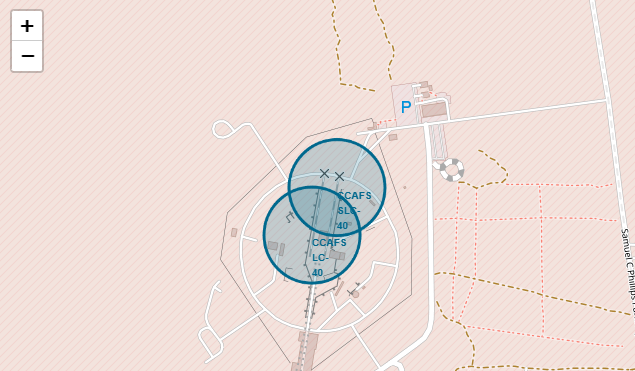 +
−
P
CCAFS
SLC-
40
CCAFS
LC-
40
Samuel C Phillips